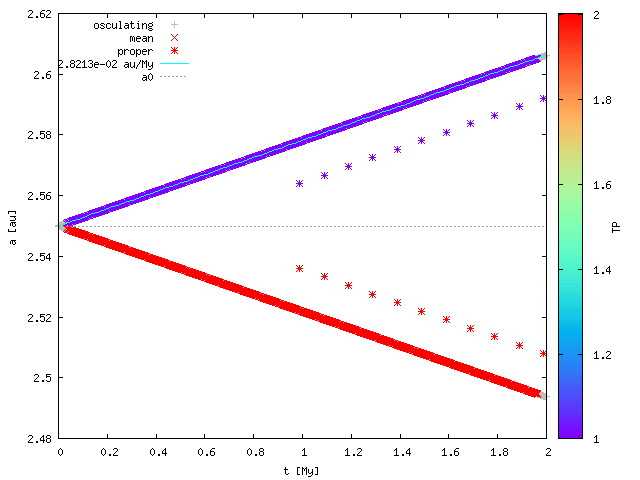 2.62
2.6
2.58
2.56
2.54
2.52
2.5
2.48
a [au]
osculating
mean
proper
2.8213e-02 au/My
a0
0 0.2 0.4 0.6 0.8 1 1.2 1.4 1.6 1.8 2
t [My]
2
1.8
1.6
1.4
1.2
1
TP